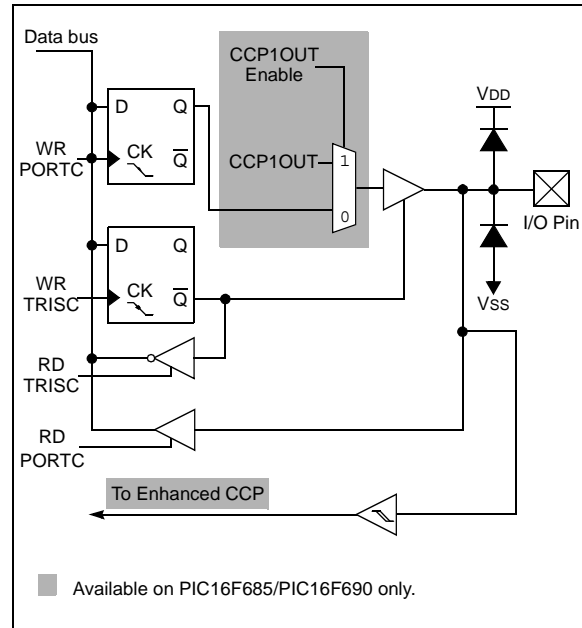 Data bus
CCP1OUT
Enable
VDD
D Q
WR
PORTC
CK Q
CCP1OUT
1
0
I/O Pin
D Q
WR
TRISC
CK Q
VSS
RD
TRISC
RD
PORTC
To Enhanced CCP
Available on PIC16F685/PIC16F690 only.